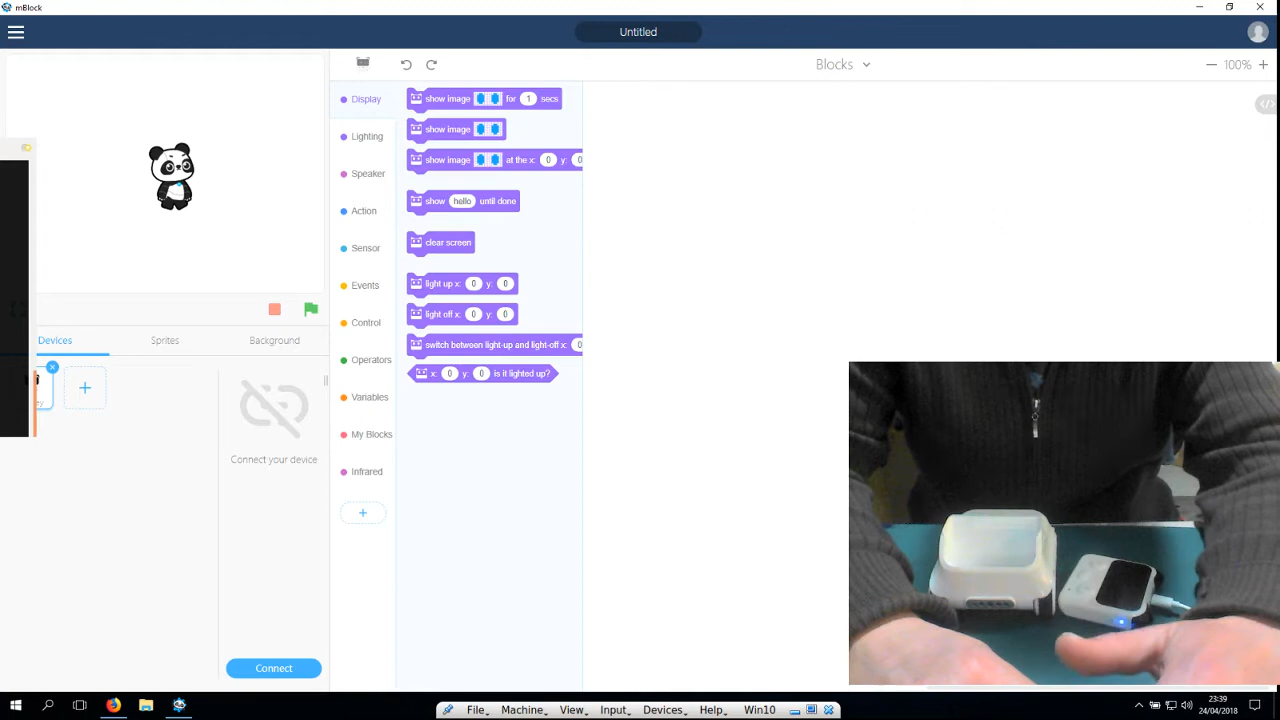 mBlock
Untitled
Blocks
100%
Display
Lighting
Speaker
Action
Sensor
Events
Control
Operators
Variables
My Blocks
Infrared
show image for 1 secs
show image
show image at the x: 0 y: 0
show hello until done
clear screen
light up x: 0 y: 0
light off x: 0 y: 0
switch between light-up and light-off x: 0
x: 0 y: 0 is it lighted up?
Devices
Sprites
Background
Connect your device
Connect
23:39
24/04/2018
File Machine View Input Devices Help Win10